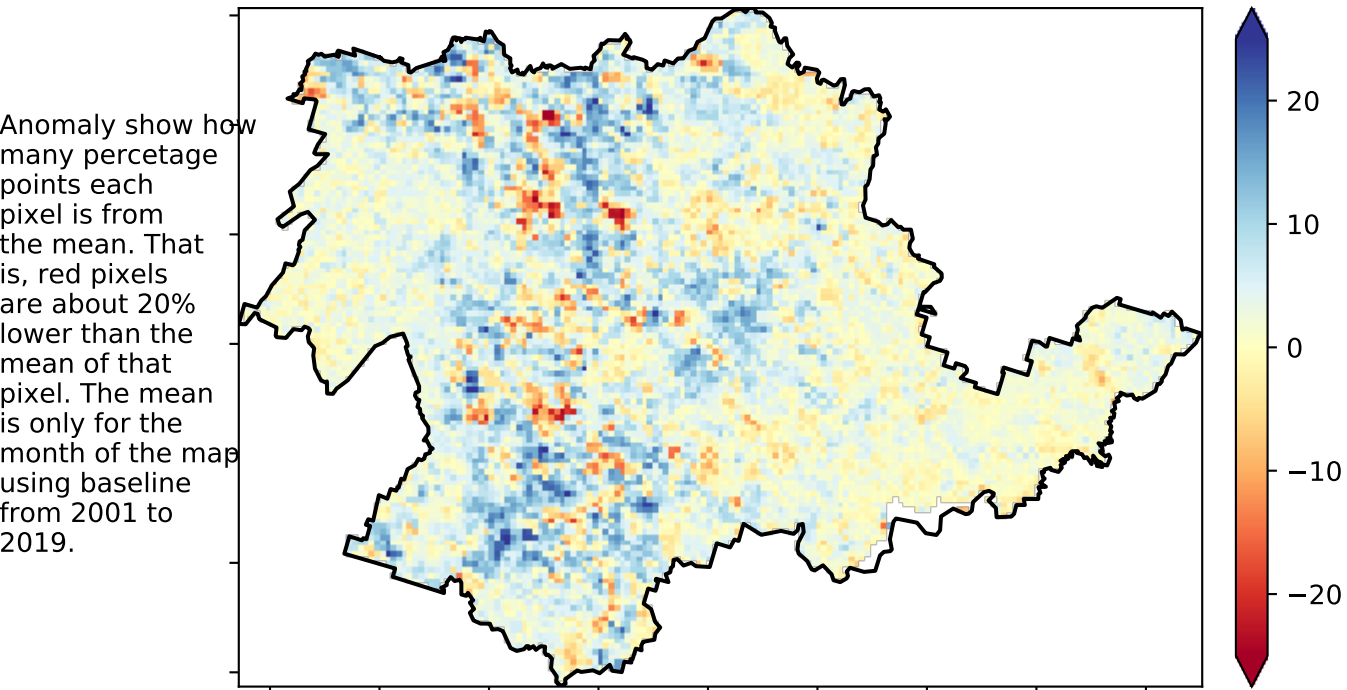 Anomaly show how
many percetage
points each
pixel is from
the mean. That
is, red pixels
are about 20%
lower than the
mean of that
pixel. The mean
is only for the
month of the map
using baseline
from 2001 to
2019.
20
10
0
−10
−20